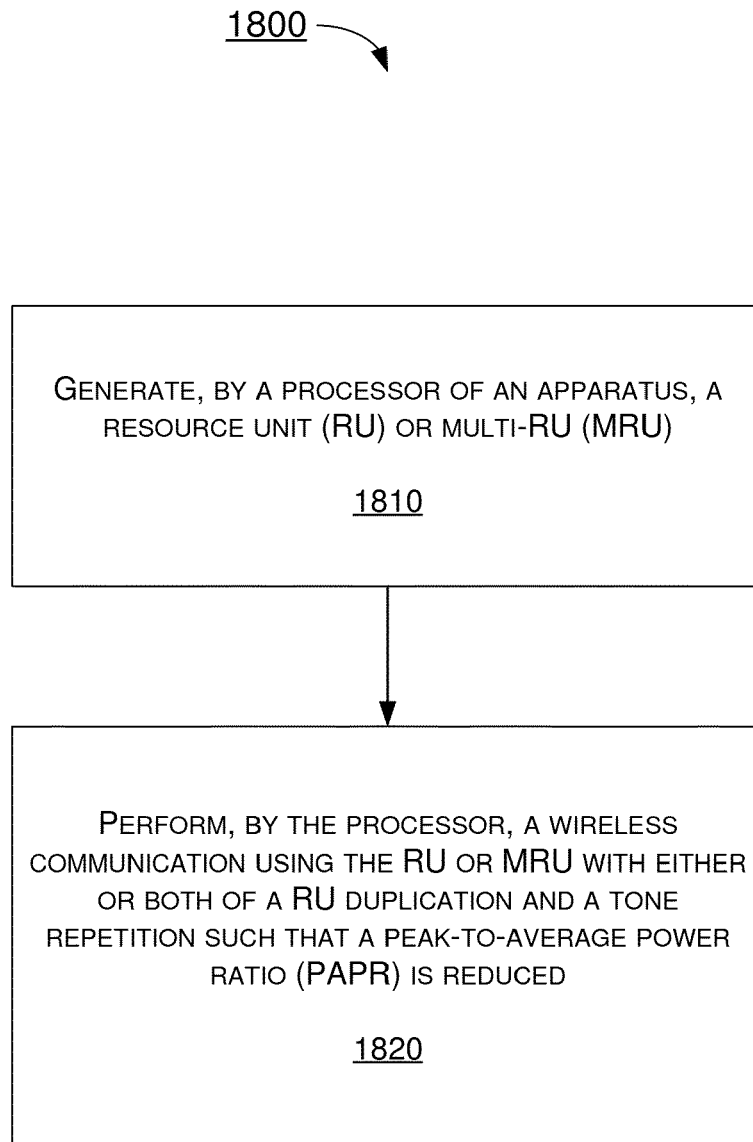 1800
GENERATE, BY A PROCESSOR OF AN APPARATUS, A
RESOURCE UNIT (RU) OR MULTI-RU (MRU)
1810
PERFORM, BY THE PROCESSOR, A WIRELESS
COMMUNICATION USING THE RU OR MRU WITH EITHER
OR BOTH OF A RU DUPLICATION AND A TONE
REPETITION SUCH THAT A PEAK-TO-AVERAGE POWER
RATIO (PAPR) IS REDUCED
1820